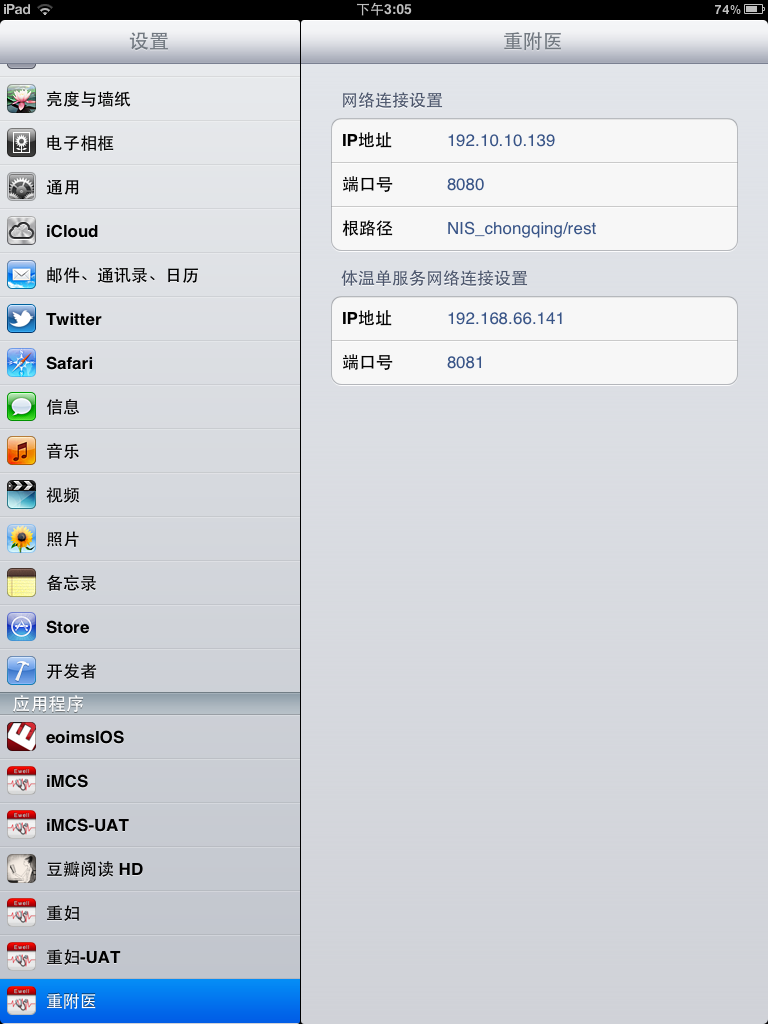 iPad 下午3:05 74%
设置
亮度与墙纸
电子相框
通用
iCloud
邮件、通讯录、日历
Twitter
Safari
信息
音乐
视频
照片
备忘录
Store
开发者
应用程序
eoimsIOS
iMCS
iMCS-UAT
豆瓣阅读 HD
重妇
重妇-UAT
重附医
重附医
网络连接设置
IP地址 192.10.10.139
端口号 8080
根路径 NIS_chongqing/rest
体温单服务网络连接设置
IP地址 192.168.66.141
端口号 8081